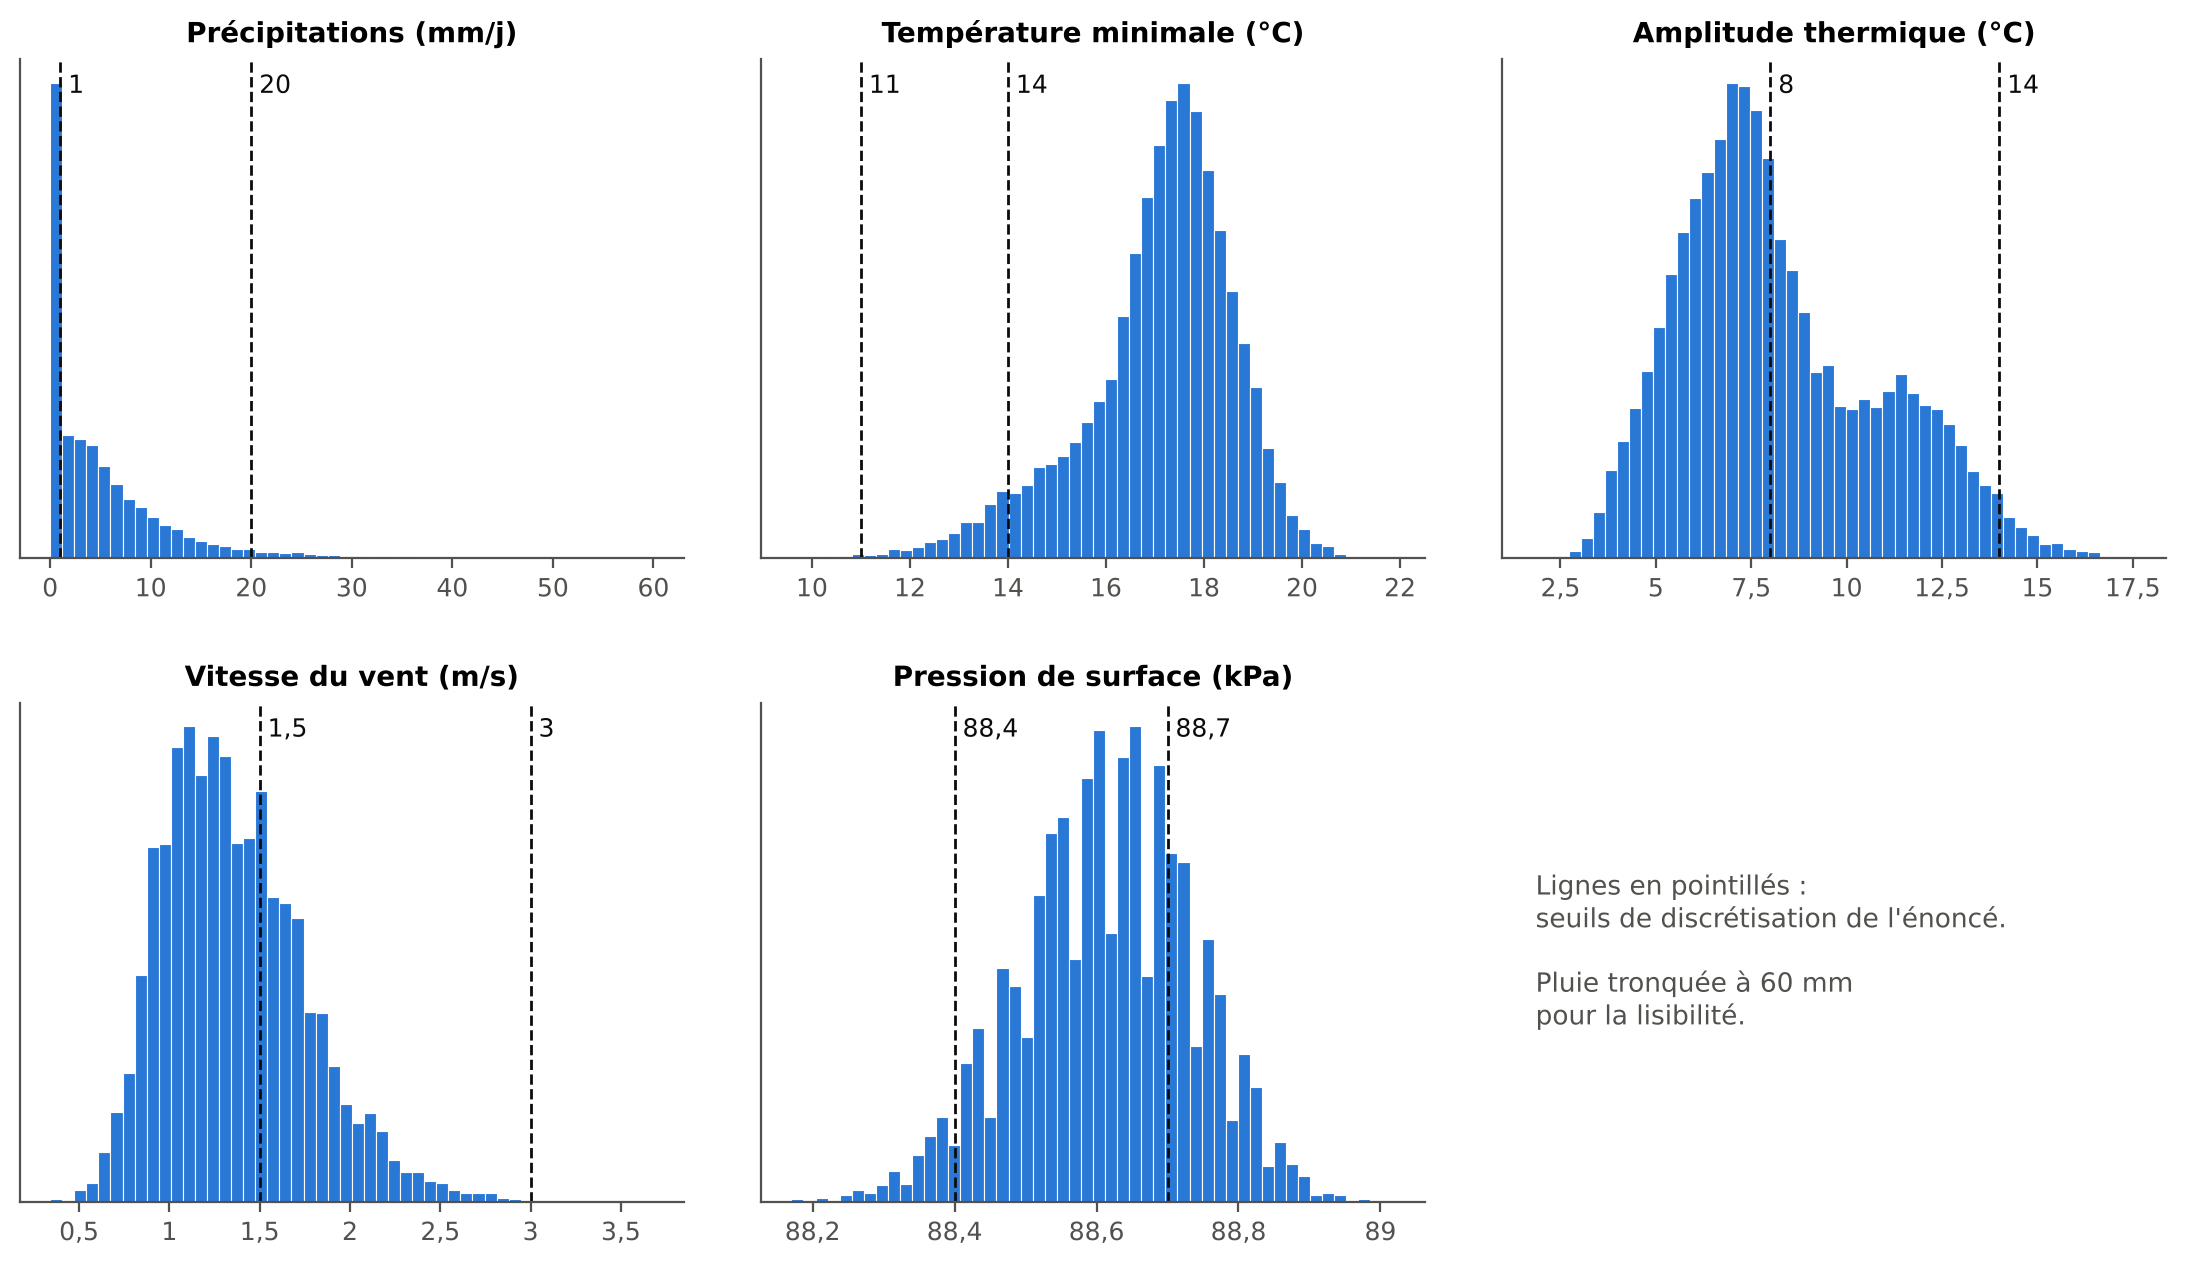 Précipitations (mm/j)
1
20
0 10 20 30 40 50 60
Température minimale (°C)
11
14
10 12 14 16 18 20 22
Amplitude thermique (°C)
8
14
2,5 5 7,5 10 12,5 15 17,5
Vitesse du vent (m/s)
1,5
3
0,5 1 1,5 2 2,5 3 3,5
Pression de surface (kPa)
88,4
88,7
88,2 88,4 88,6 88,8 89
Lignes en pointillés :
seuils de discrétisation de l'énoncé.
Pluie tronquée à 60 mm
pour la lisibilité.